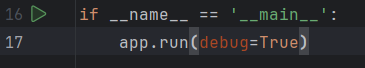 16 if __name__ == '__main__':
17 app.run(debug=True)